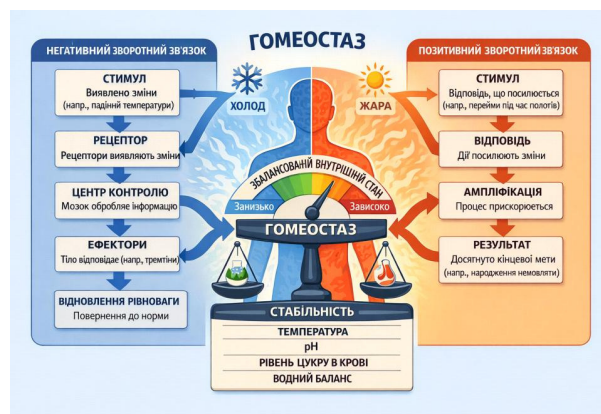 ГОМЕОСТАЗ
НЕГАТИВНИЙ ЗВОРОТНИЙ ЗВ'ЯЗОК
СТИМУЛ
Виявлено зміни
(напр., падіннй температури)
РЕЦЕПТОР
Рецептори виявляють зміни
ЦЕНТР КОНТРОЛЮ
Мозок обробляє інформацію
ЕФЕКТОРИ
Тіло відповідає (напр., тремтіни)
ВІДНОВЛЕННЯ РІВНОВАГИ
Повернення до норми
ХОЛОД
ЖАРА
ЗБАЛАНСОВАНІЙ ВНУТРІШНІЙ СТАН
Занизько
Зависоко
ГОМЕОСТАЗ
СТАБІЛЬНІСТЬ
ТЕМПЕРАТУРА
pH
РІВЕНЬ ЦУКРУ В КРОВІ
ВОДНИЙ БАЛАНС
ПОЗИТИВНИЙ ЗВОРОТНИЙ ЗВ'ЯЗОК
СТИМУЛ
Відповідь, що посилюється
(напр., перейми під час пологів)
ВІДПОВІДЬ
Дії' посилюють зміни
АМПЛІФІКАЦІЯ
Процес прискорюється
РЕЗУЛЬТАТ
Досягнуто кінцевої мети
(напр., народження немовляти)